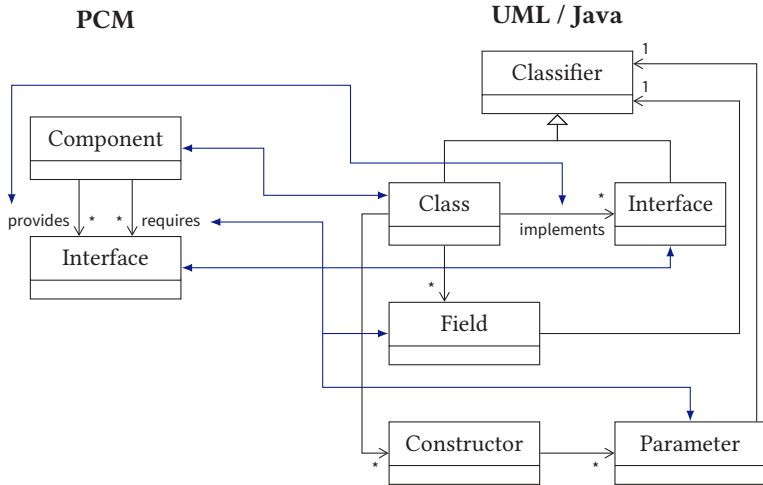 PCM
UML / Java
Classifier
1
1
Component
provides
*
*
requires
Interface
Class
*
implements
Interface
*
Field
Constructor
*
*
Parameter